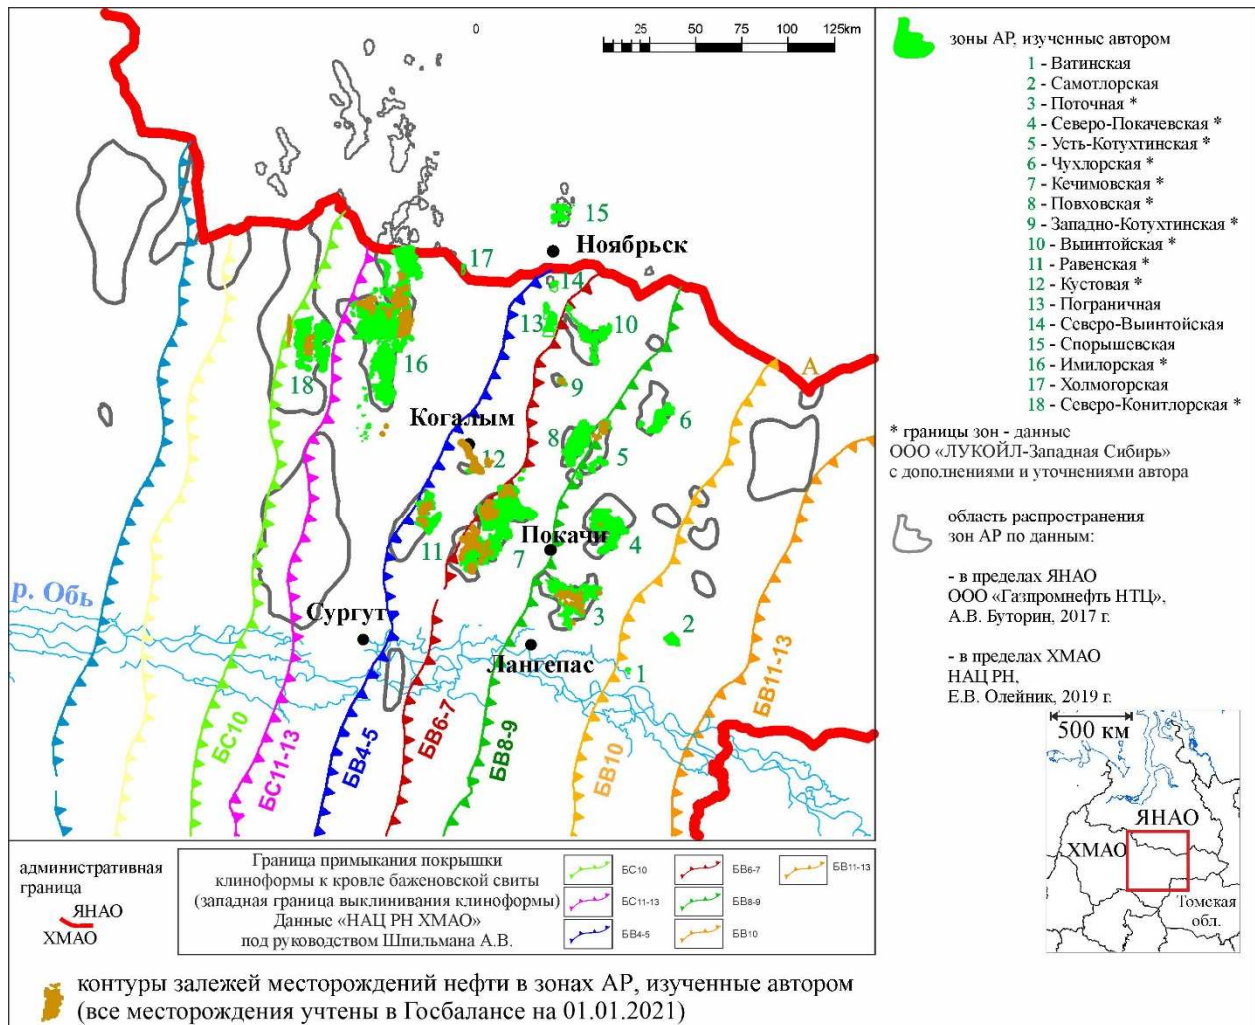 0 25 50 75 100 125km
15
Ноябрьск
17
14
13
10
А
18
16
9
Когалым
8
6
5
12
11
7
Покачи
4
р. Обь
Сургут
3
2
Лангепас
1
БС10
БС11-13
БВ4-5
БВ6-7
БВ8-9
БВ10
БВ11-13
зоны АР, изученные автором
1 - Ватинская
2 - Самотлорская
3 - Поточная *
4 - Северо-Покачевская *
5 - Усть-Котухтинская *
6 - Чухлорская *
7 - Кечимовская *
8 - Повховская *
9 - Западно-Котухтинская *
10 - Выинтойская *
11 - Равенская *
12 - Кустовая *
13 - Пограничная
14 - Северо-Выинтойская
15 - Спорышевская
16 - Имилорская *
17 - Холмогорская
18 - Северо-Конитлорская *
* границы зон - данные
ООО «ЛУКОЙЛ-Западная Сибирь»
с дополнениями и уточнениями автора
область распространения
зон АР по данным:
- в пределах ЯНАО
ООО «Газпромнефть НТЦ»,
А.В. Буторин, 2017 г.
- в пределах ХМАО
НАЦ РН,
Е.В. Олейник, 2019 г.
500 км
ЯНАО
ХМАО
Томская
обл.
административная
граница
ЯНАО
ХМАО
Граница примыкания покрышки
клиноформы к кровле баженовской свиты
(западная граница выклинивания клиноформы)
Данные «НАЦ РН ХМАО»
под руководством Шпильмана А.В.
БС10
БС11-13
БВ4-5
БВ6-7
БВ8-9
БВ10
БВ11-13
контуры залежей месторождений нефти в зонах АР, изученные автором
(все месторождения учтены в Госбалансе на 01.01.2021)